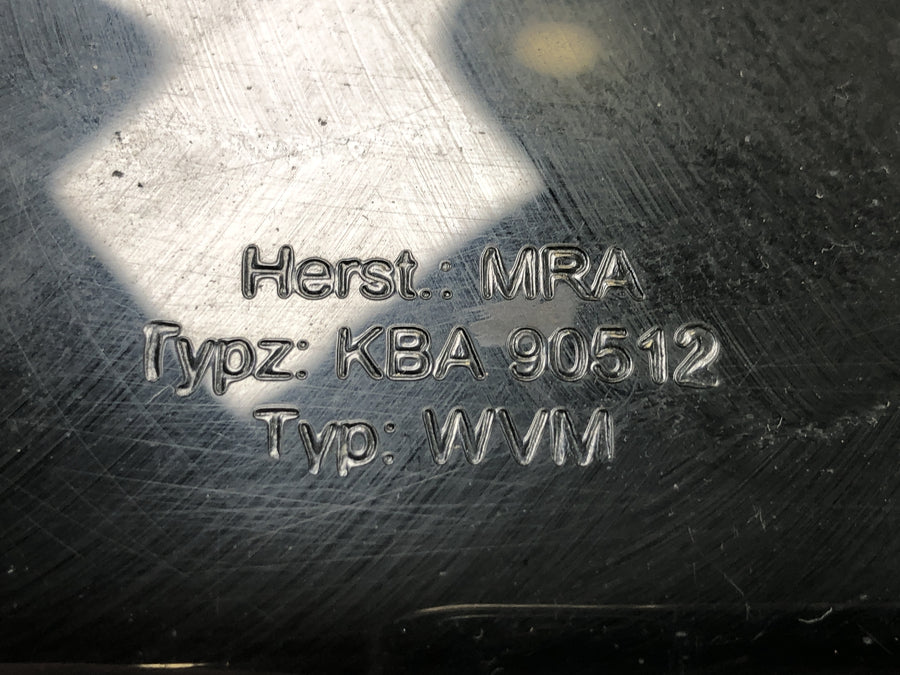 Herst.: MRA
Typz: KBA 90512
Typ: WVM